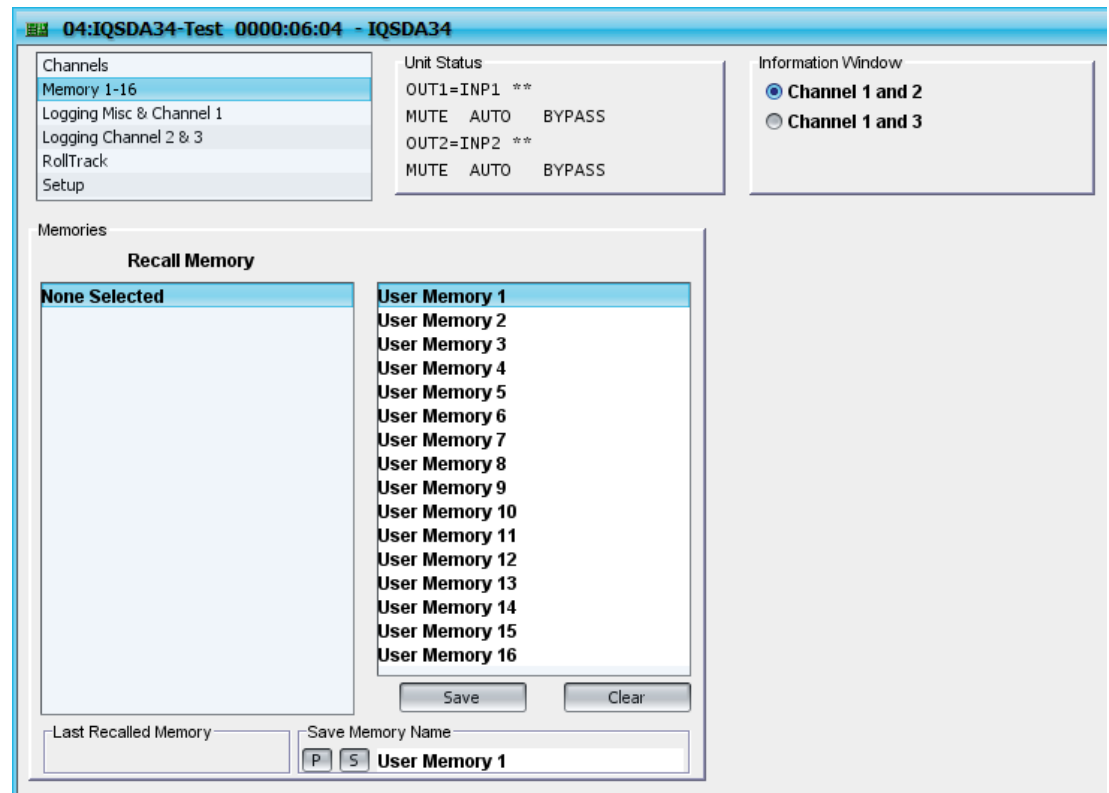 04:IQSDA34-Test 0000:06:04 - IQSDA34
Channels
Memory 1-16
Logging Misc & Channel 1
Logging Channel 2 & 3
RollTrack
Setup
Unit Status
OUT1=INP1 **
MUTE AUTO BYPASS
OUT2=INP2 **
MUTE AUTO BYPASS
Information Window
Channel 1 and 2
Channel 1 and 3
Memories
Recall Memory
None Selected
User Memory 1
User Memory 2
User Memory 3
User Memory 4
User Memory 5
User Memory 6
User Memory 7
User Memory 8
User Memory 9
User Memory 10
User Memory 11
User Memory 12
User Memory 13
User Memory 14
User Memory 15
User Memory 16
Save Clear
Last Recalled Memory
Save Memory Name
P S User Memory 1